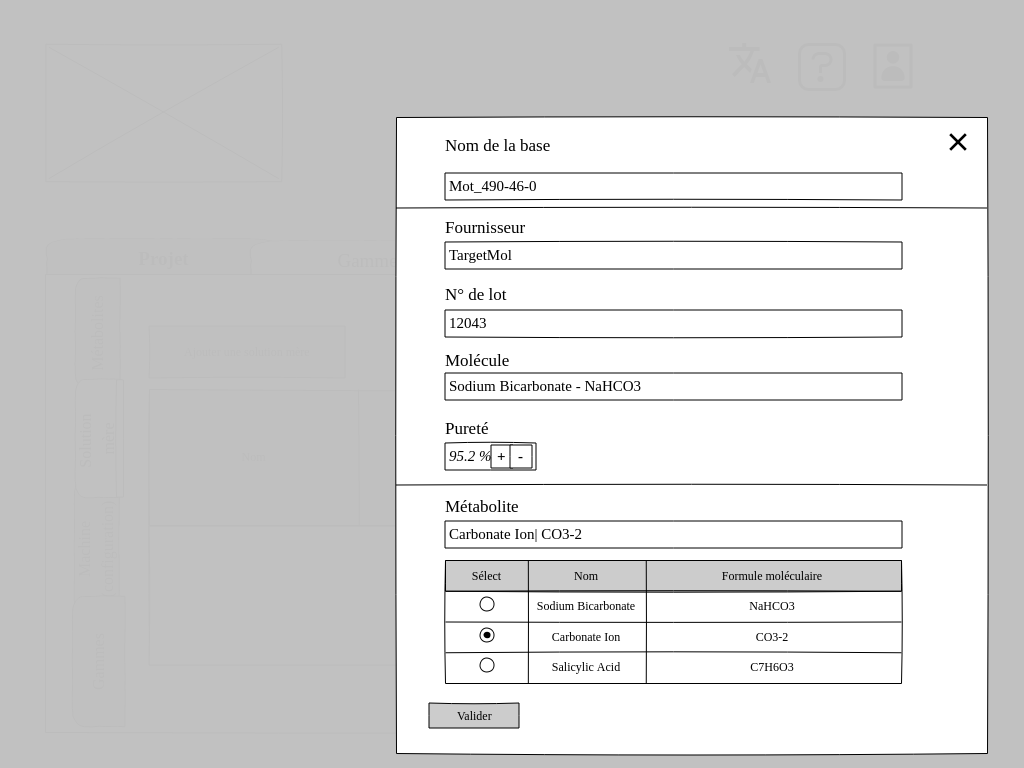 Nom de la base
Mot_490-46-0
Fournisseur
TargetMol
N° de lot
12043
Molécule
Sodium Bicarbonate - NaHCO3
Pureté
95.2 % + -
Métabolite
Carbonate Ion| CO3-2
Sélect Nom Formule moléculaire
Sodium Bicarbonate NaHCO3
Carbonate Ion CO3-2
Salicylic Acid C7H6O3
Valider
Projet